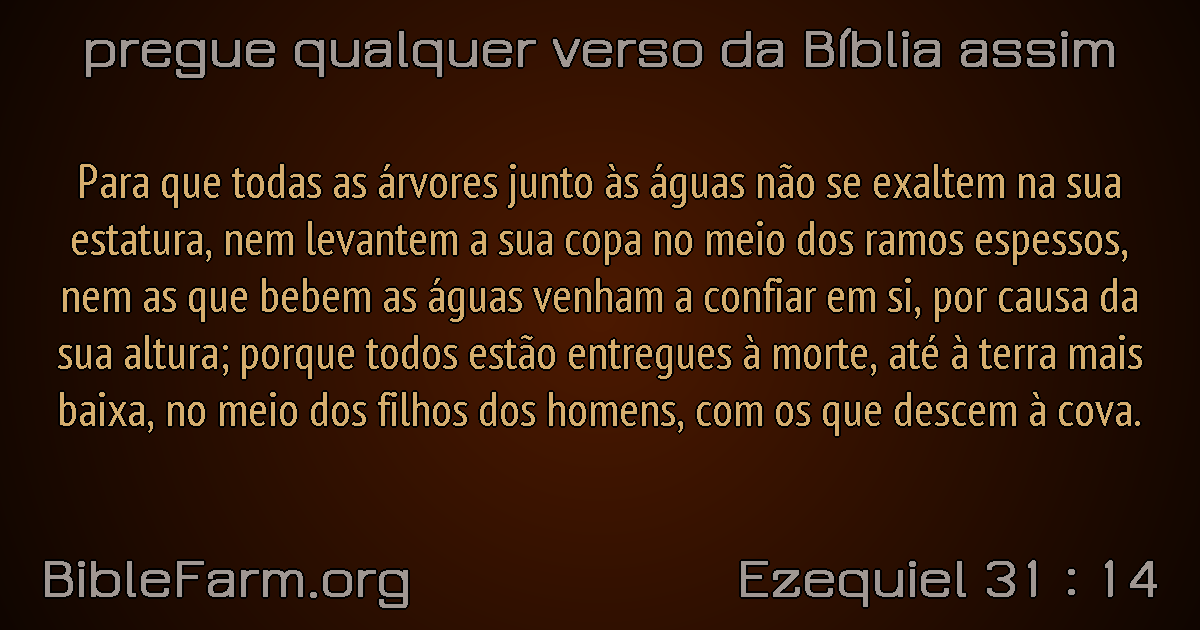 pregue qualquer verso da Bíblia assim
Para que todas as árvores junto às águas não se exaltem na sua
estatura, nem levantem a sua copa no meio dos ramos espessos,
nem as que bebem as águas venham a confiar em si, por causa da
sua altura; porque todos estão entregues à morte, até à terra mais
baixa, no meio dos filhos dos homens, com os que descem à cova.
BibleFarm.org
Ezequiel 31 : 14